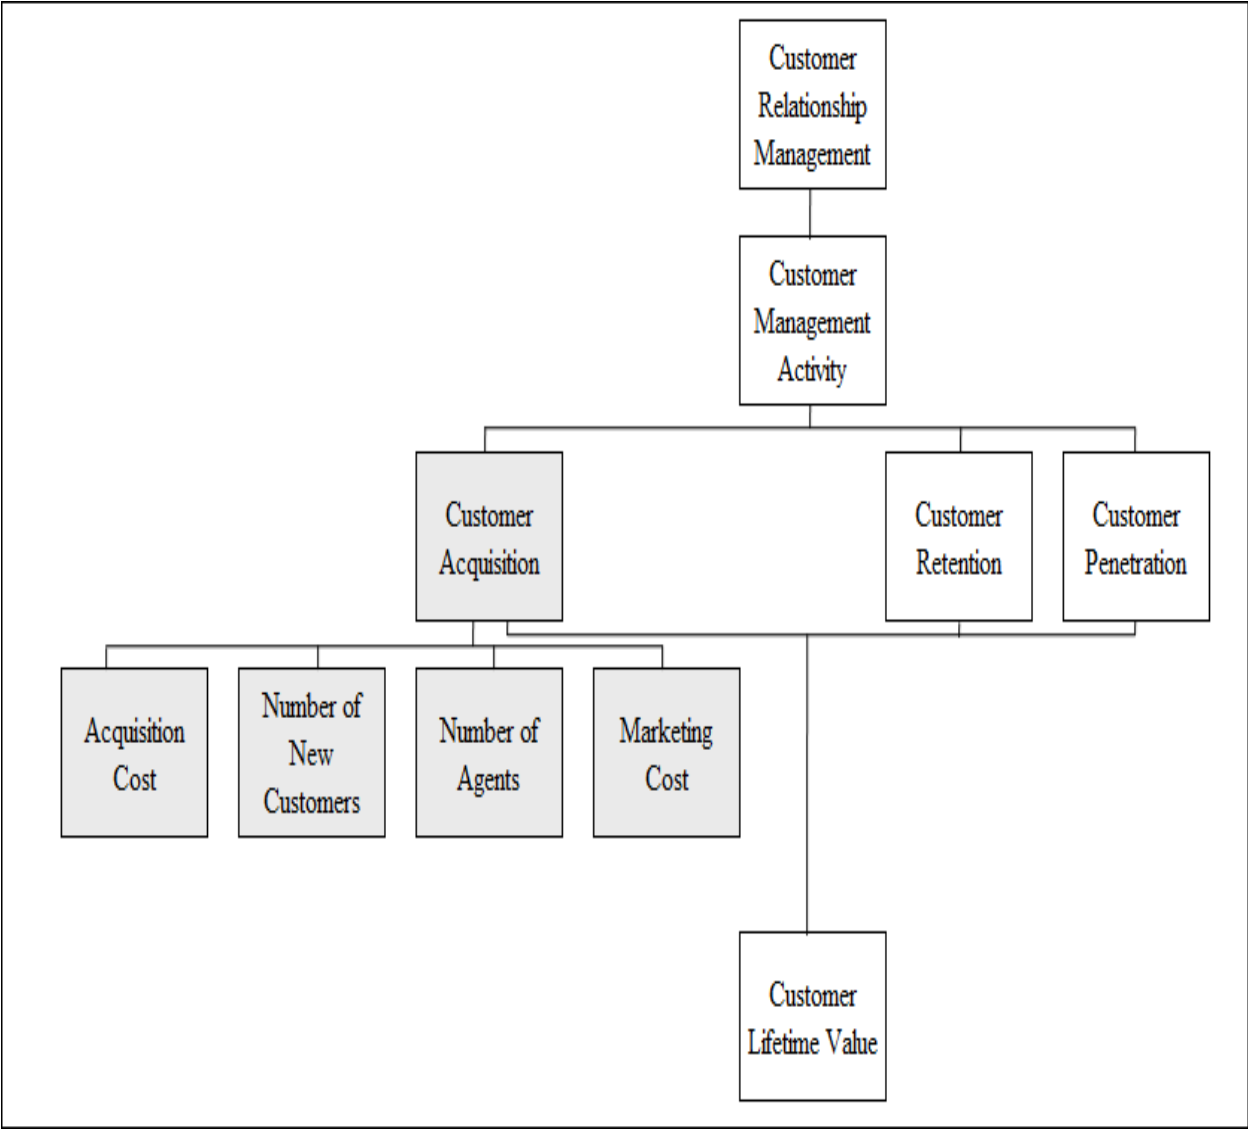 Customer
Relationship
Management
Customer
Management
Activity
Customer
Acquisition
Customer
Retention
Customer
Penetration
Acquisition
Cost
Number of
New
Customers
Number of
Agents
Marketing
Cost
Customer
Lifetime Value